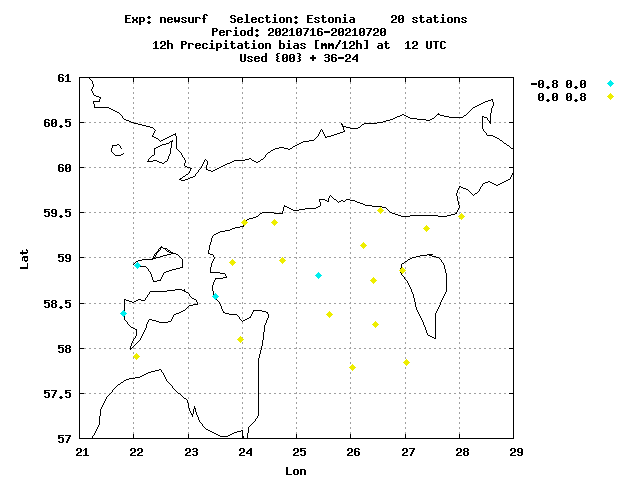 Exp: newsurf   Selection: Estonia     20 stations
Period: 20210716-20210720
12h Precipitation bias [mm/12h] at  12 UTC
Used {00} + 36-24
-0.8 0.0
0.0 0.8
61
60.5
60
59.5
59
58.5
58
57.5
57
Lat
21 22 23 24 25 26 27 28 29
Lon